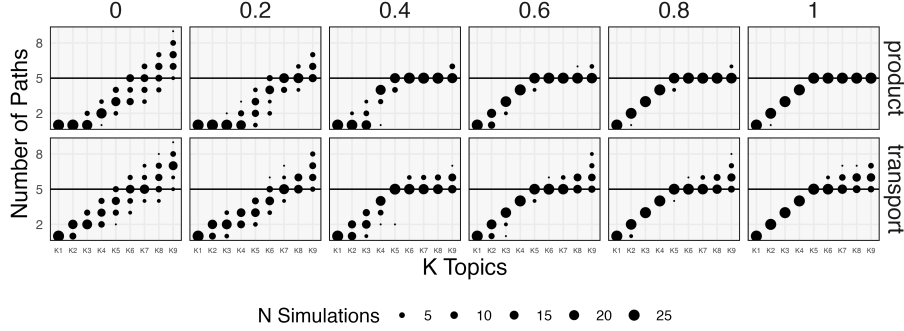 0 0.2 0.4 0.6 0.8 1
Number of Paths
8
5
2
product
8
5
2
transport
K1 K2 K3 K4 K5 K6 K7 K8 K9 K1 K2 K3 K4 K5 K6 K7 K8 K9 K1 K2 K3 K4 K5 K6 K7 K8 K9 K1 K2 K3 K4 K5 K6 K7 K8 K9 K1 K2 K3 K4 K5 K6 K7 K8 K9 K1 K2 K3 K4 K5 K6 K7 K8 K9
K Topics
N Simulations 5 10 15 20 25